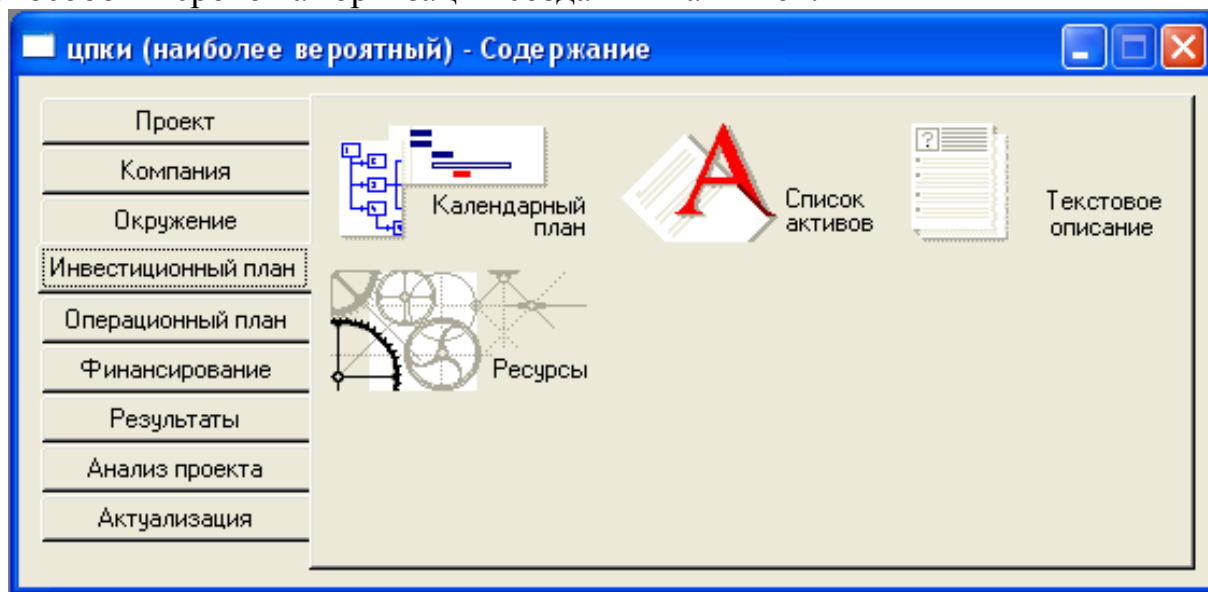 цпки (наиболее вероятный) - Содержание
Проект
Компания
Окружение
Инвестиционный план
Операционный план
Финансирование
Результаты
Анализ проекта
Актуализация
Календарный
план
Список
активов
Текстовое
описание
Ресурсы